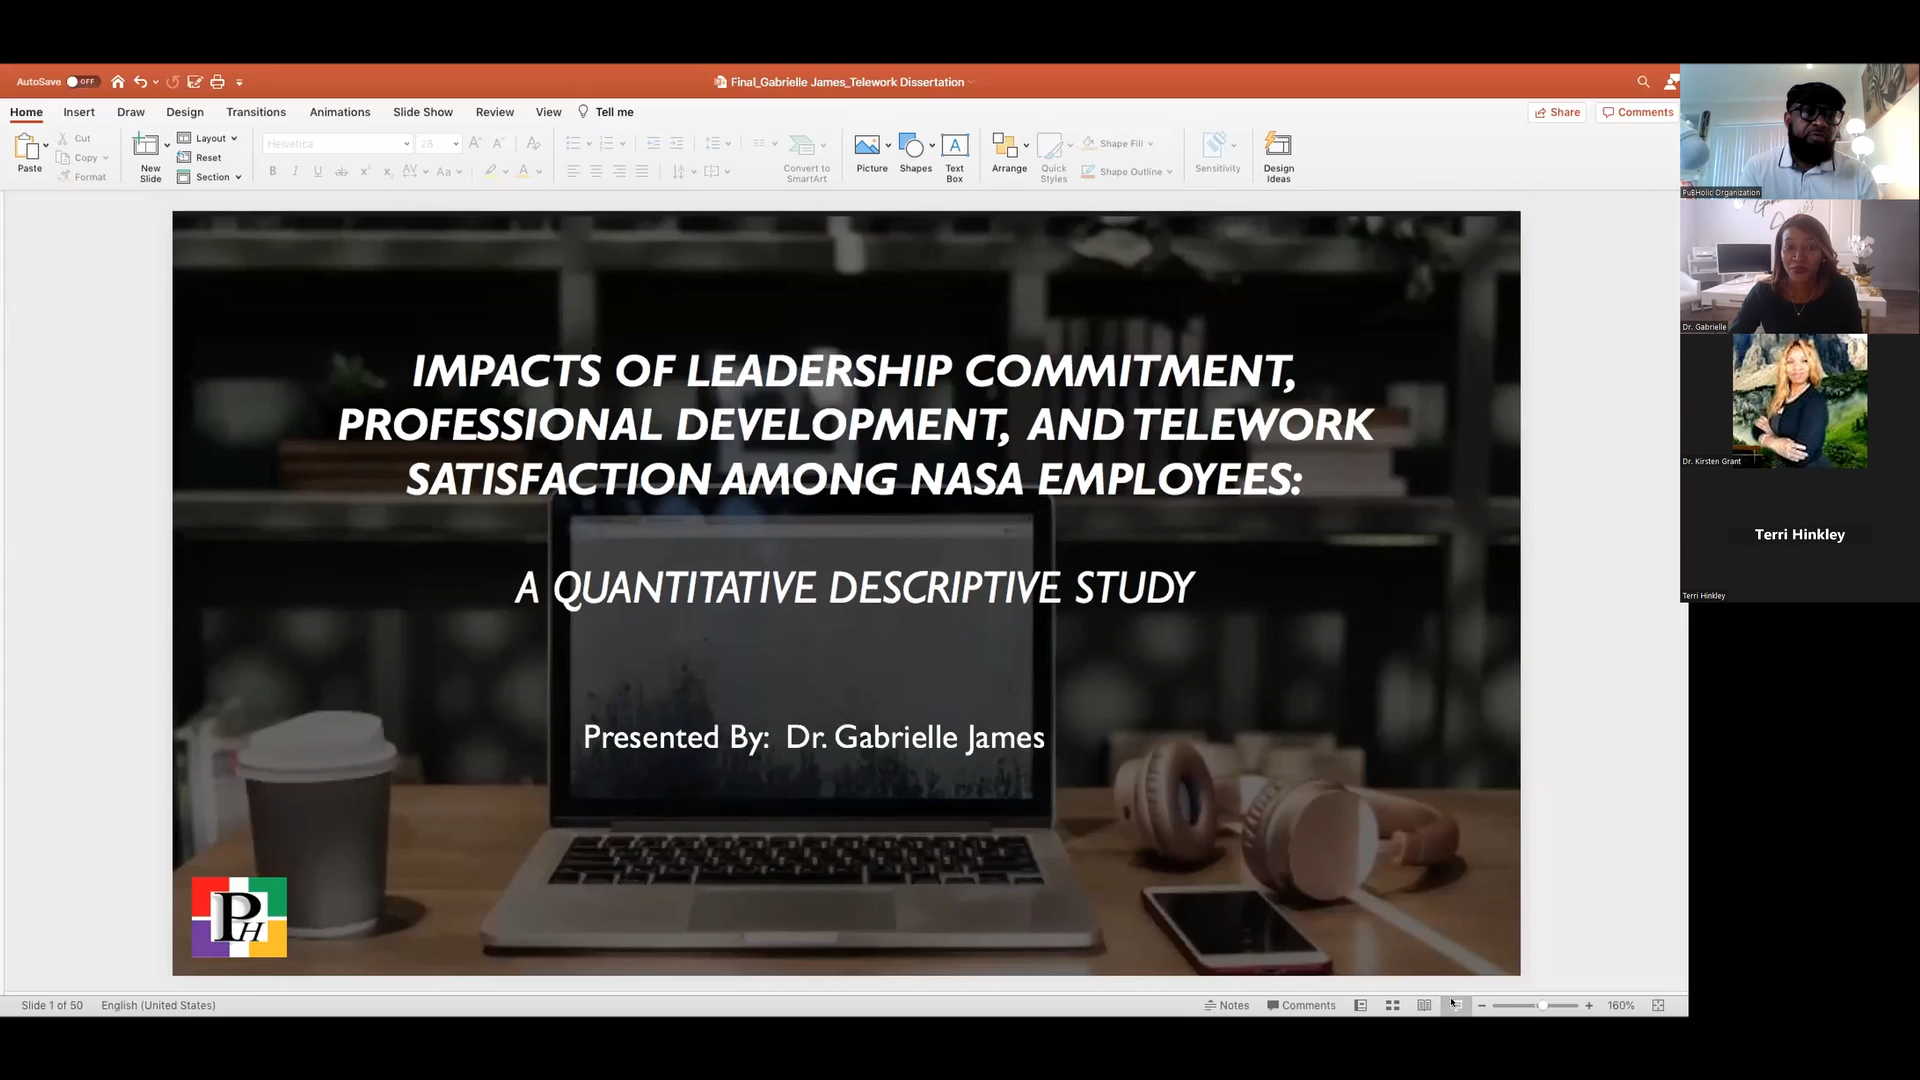 AutoSave OFF
Final_Gabrielle James_Telework Dissertation
Home Insert Draw Design Transitions Animations Slide Show Review View Tell me
Share Comments
Paste
Cut
Copy
Format
New
Slide
Layout
Reset
Section
Helvetica 28
Convert to
SmartArt
Picture
Shapes
Text
Box
Arrange
Quick
Styles
Shape Fill
Shape Outline
Sensitivity
Design
Ideas
PuBHolic Organization
Dr. Gabrielle
Dr. Kirsten Grant
Terri Hinkley
Terri Hinkley
IMPACTS OF LEADERSHIP COMMITMENT,
PROFESSIONAL DEVELOPMENT, AND TELEWORK
SATISFACTION AMONG NASA EMPLOYEES:
A QUANTITATIVE DESCRIPTIVE STUDY
Presented By: Dr. Gabrielle James
PH
Slide 1 of 50 English (United States)
Notes Comments 160%